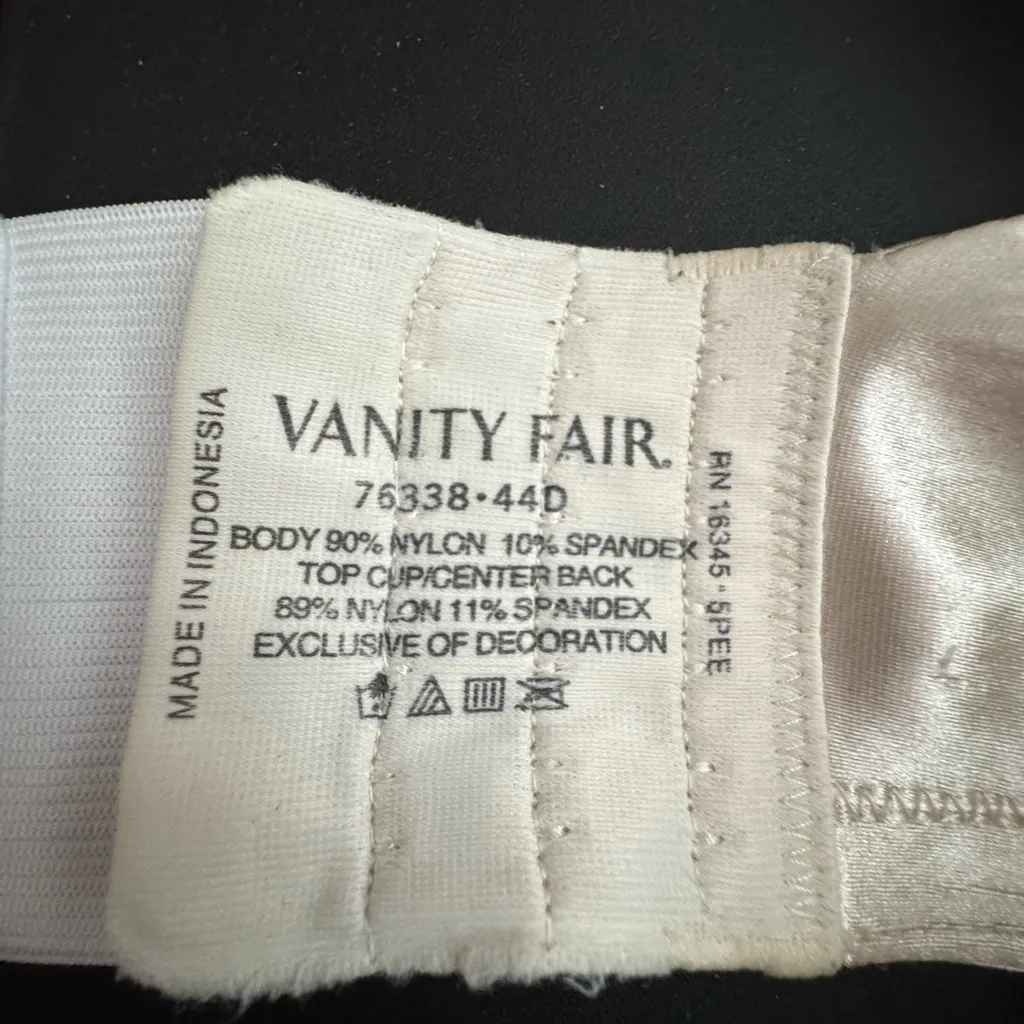 VANITY FAIR.
76338·44D
BODY 90% NYLON 10% SPANDEX
TOP CUP/CENTER BACK
89% NYLON 11% SPANDEX
EXCLUSIVE OF DECORATION
MADE IN INDONESIA
RN 16345 · 5PEE